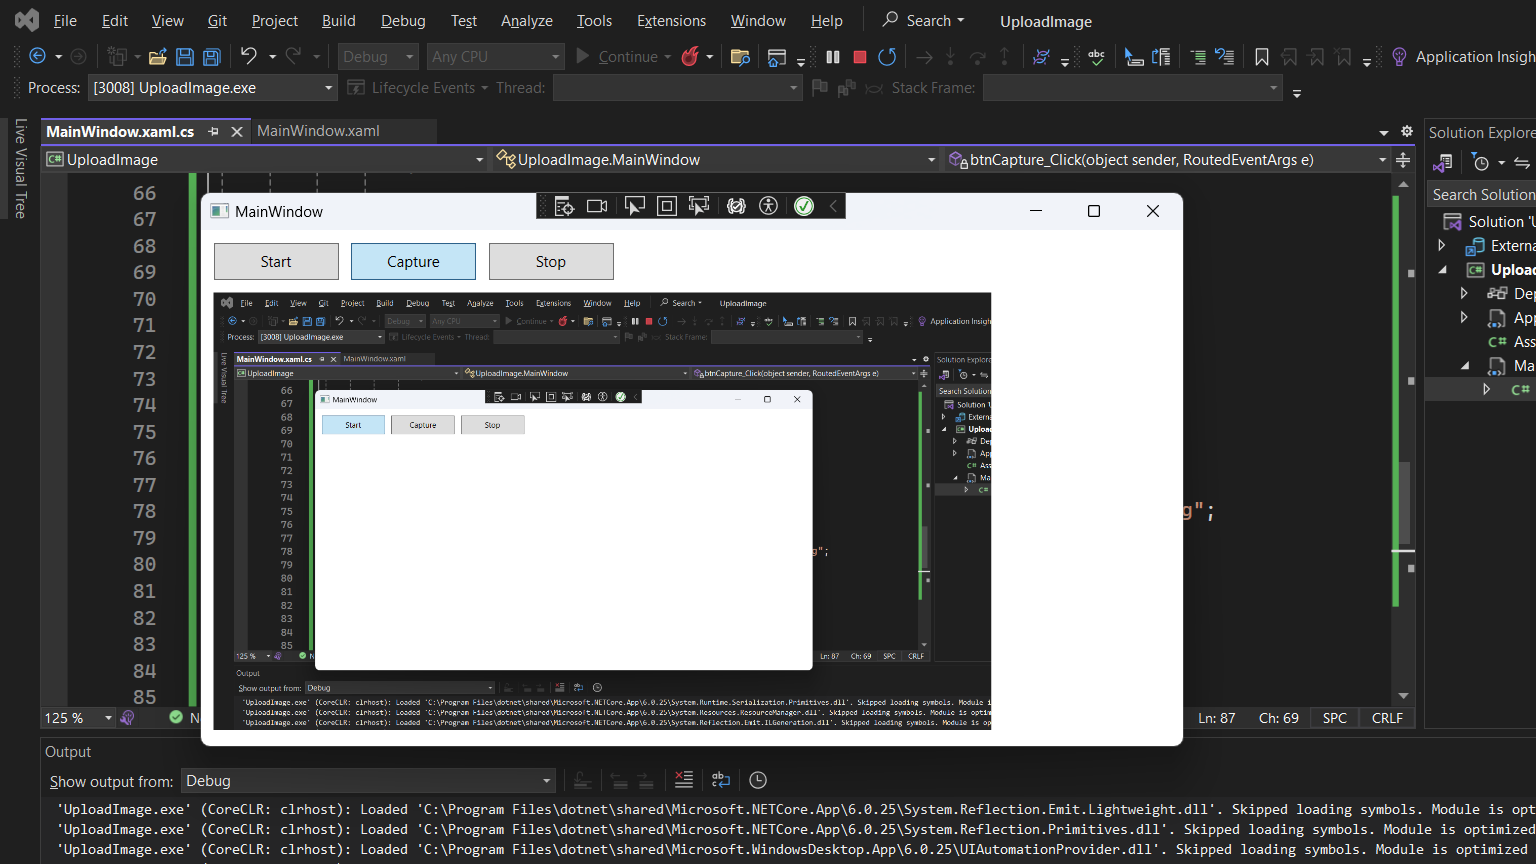 File Edit View Git Project Build Debug Test Analyze Tools Extensions Window Help Search UploadImage
Debug Any CPU Continue Application Insigh
Process: [3008] UploadImage.exe Lifecycle Events Thread: Stack Frame:
Live Visual Tree
MainWindow.xaml.cs MainWindow.xaml
UploadImage UploadImage.MainWindow btnCapture_Click(object sender, RoutedEventArgs e)
66
67
68
69
70
71
72
73
74
75
76
77
78
79
80
81
82
83
84
85
MainWindow
Start Capture Stop
File Edit View Git Project Build Debug Test Analyze Tools Extensions Window Help Search UploadImage
Debug Any CPU Continue Application Insigh
Process: [3008] UploadImage.exe Lifecycle Events Thread: Stack Frame:
Live Visual Tree
MainWindow.xaml.cs MainWindow.xaml
UploadImage UploadImage.MainWindow btnCapture_Click(object sender, RoutedEventArgs e)
66
67
68
69
70
71
72
73
74
75
76
77
78
79
80
81
82
83
84
85
MainWindow
Start Capture Stop
g";
125 % N Ln: 87 Ch: 69 SPC CRLF
Solution Explore
Search Solution
Solution 'U
Externa
Uploa
Dep
App
Ass
Ma
C#
Output
Show output from: Debug
'UploadImage.exe' (CoreCLR: clrhost): Loaded 'C:\Program Files\dotnet\shared\Microsoft.NETCore.App\6.0.25\System.Runtime.Serialization.Primitives.dll'. Skipped loading symbols. Module i
'UploadImage.exe' (CoreCLR: clrhost): Loaded 'C:\Program Files\dotnet\shared\Microsoft.NETCore.App\6.0.25\System.Resources.ResourceManager.dll'. Skipped loading symbols. Module is optim
'UploadImage.exe' (CoreCLR: clrhost): Loaded 'C:\Program Files\dotnet\shared\Microsoft.NETCore.App\6.0.25\System.Reflection.Emit.ILGeneration.dll'. Skipped loading symbols. Module is op
g";
125 % N Ln: 87 Ch: 69 SPC CRLF
Solution Explore
Search Solution
Solution 'U
Externa
Uploa
Dep
App
C# Ass
Ma
C#
Output
Show output from: Debug
'UploadImage.exe' (CoreCLR: clrhost): Loaded 'C:\Program Files\dotnet\shared\Microsoft.NETCore.App\6.0.25\System.Reflection.Emit.Lightweight.dll'. Skipped loading symbols. Module is opt
'UploadImage.exe' (CoreCLR: clrhost): Loaded 'C:\Program Files\dotnet\shared\Microsoft.NETCore.App\6.0.25\System.Reflection.Primitives.dll'. Skipped loading symbols. Module is optimized
'UploadImage.exe' (CoreCLR: clrhost): Loaded 'C:\Program Files\dotnet\shared\Microsoft.WindowsDesktop.App\6.0.25\UIAutomationProvider.dll'. Skipped loading symbols. Module is optimized